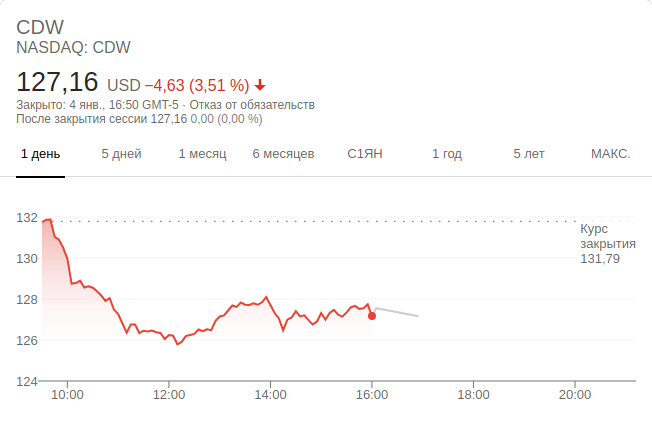 CDW
NASDAQ: CDW
127,16 USD −4,63 (3,51 %)
Закрыто: 4 янв., 16:50 GMT-5 · Отказ от обязательств
После закрытия сессии 127,16 0,00 (0,00 %)
1 день 5 дней 1 месяц 6 месяцев С1ЯН 1 год 5 лет МАКС.
132
Курс
закрытия
131,79
130
128
126
124
10:00 12:00 14:00 16:00 18:00 20:00